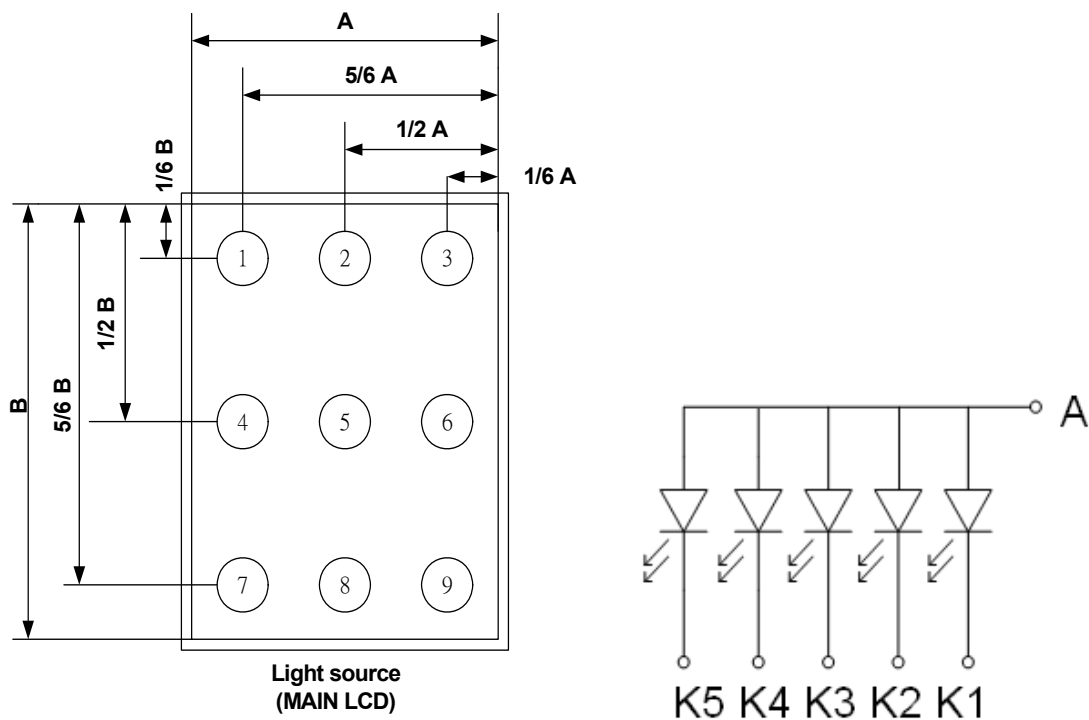 A
5/6 A
1/2 A
1/6 A
1/6 B
1/2 B
5/6 B
B
1 2 3
4 5 6
7 8 9
Light source
(MAIN LCD)
A
K5 K4 K3 K2 K1